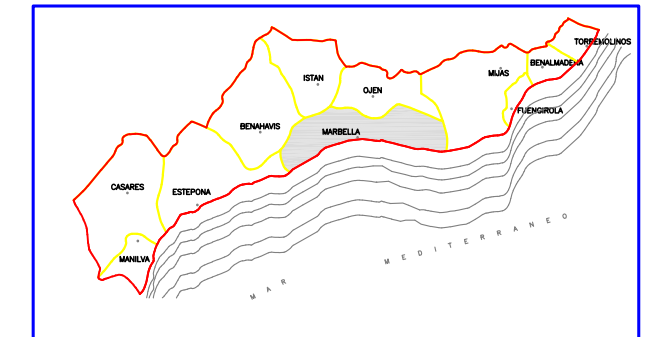 TORREMOLINOS
BENALMADENA
MIJAS
ISTAN
OJEN
FUENGIROLA
BENAHAVIS
MARBELLA
CASARES
ESTEPONA
MANILVA
MAR MEDITERRANEO